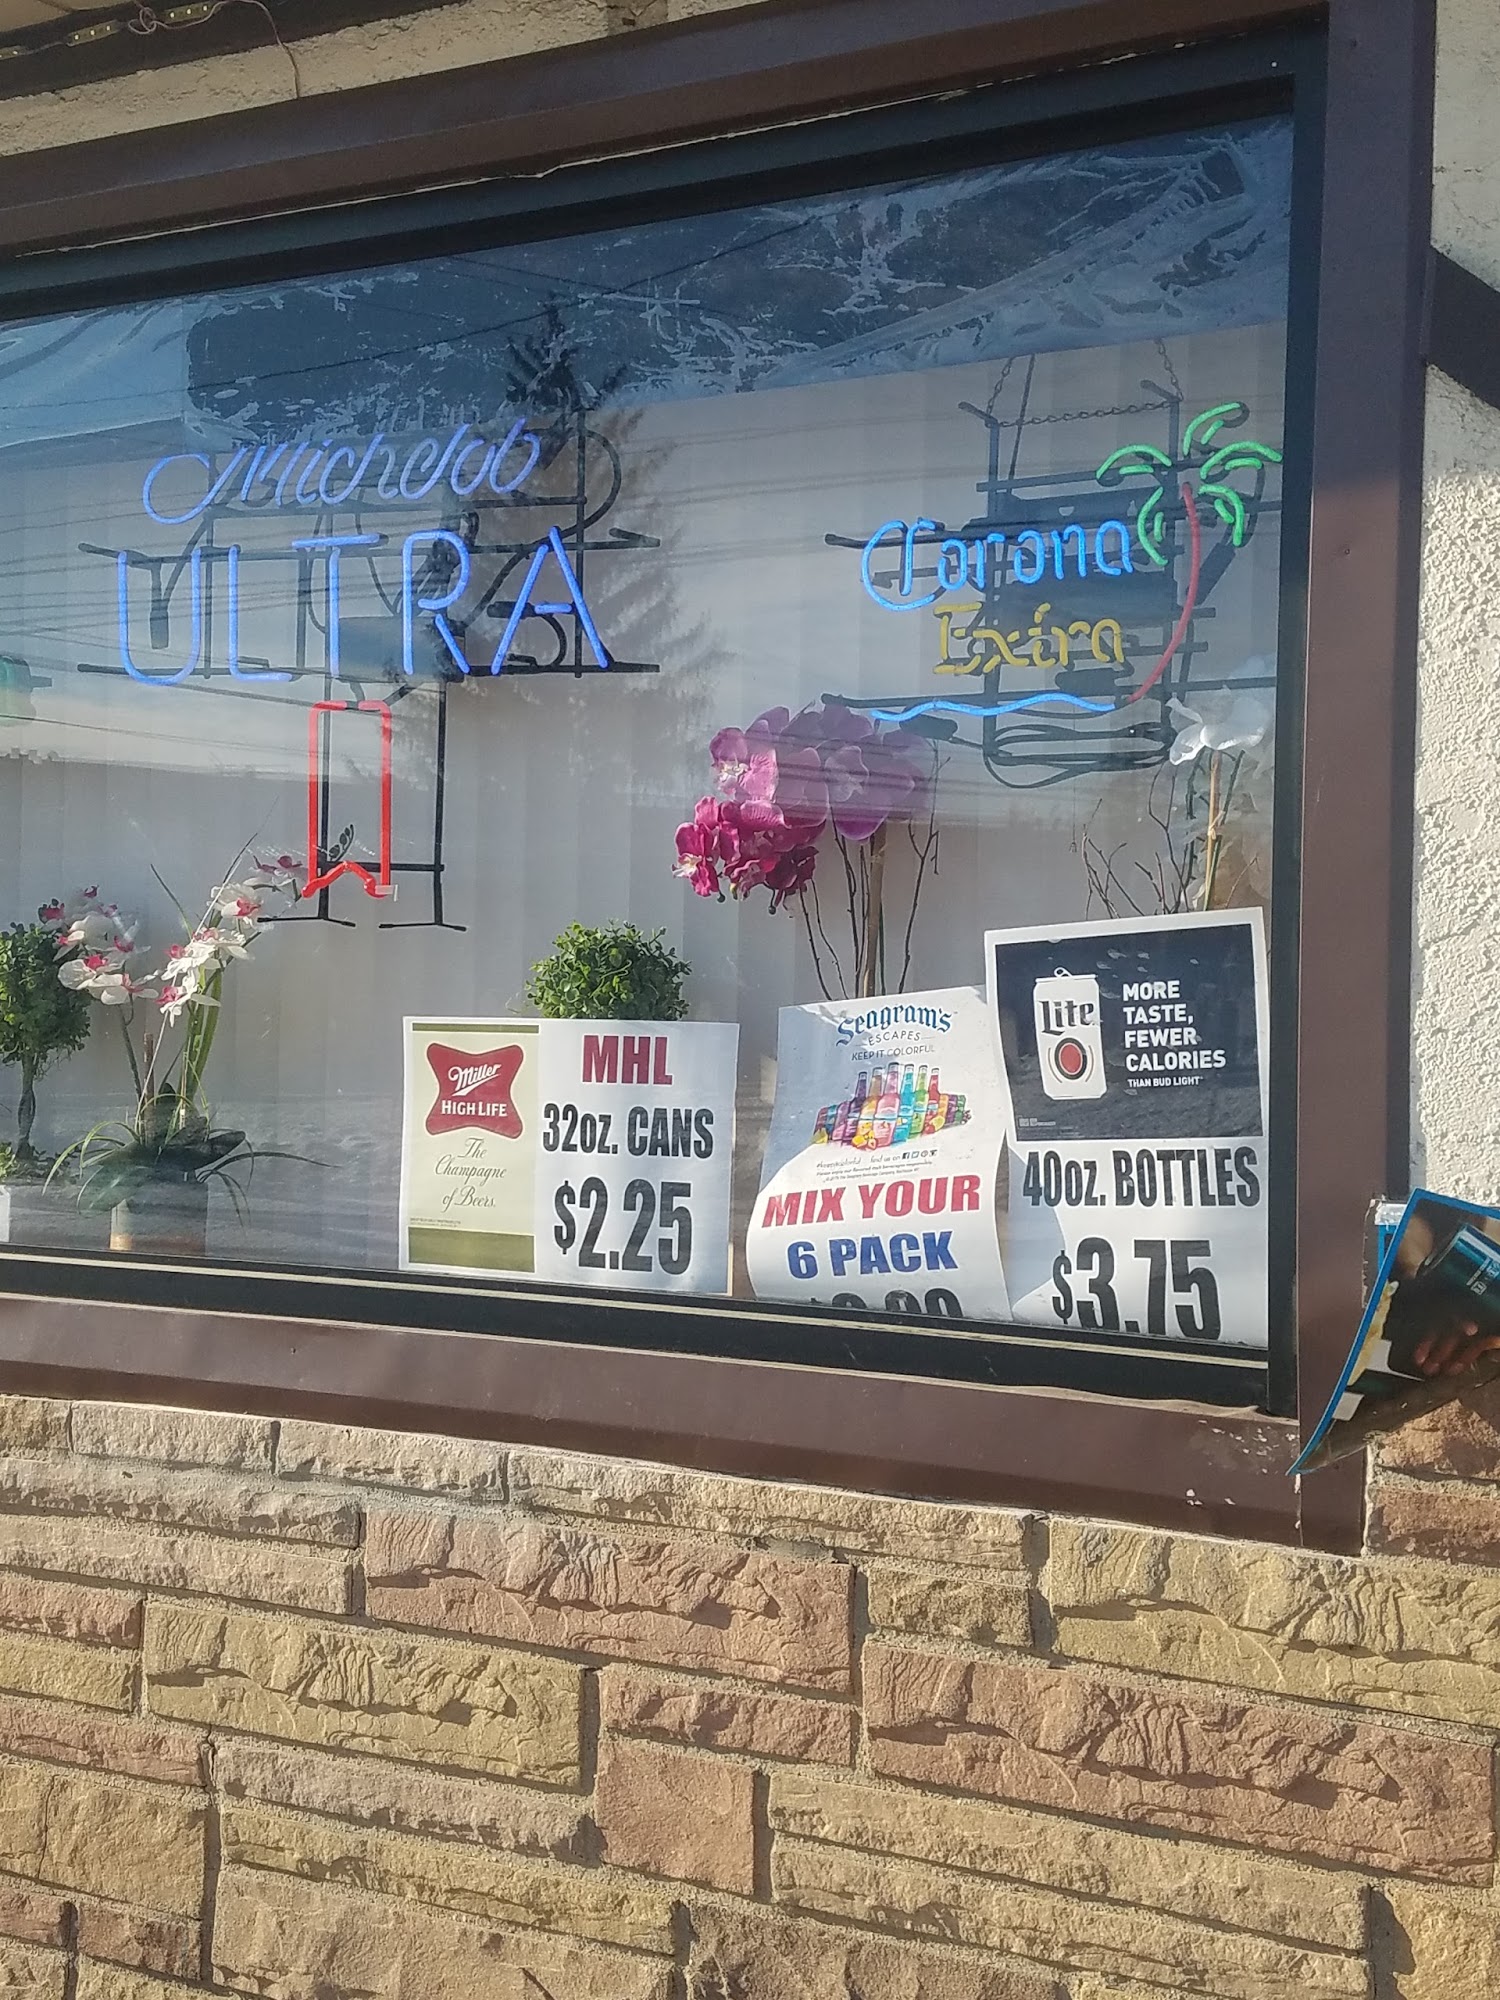 Michelob
ULTRA
Corona
Extra
Miller
HIGH LIFE
The
Champagne
of Beers.
MHL
32OZ. CANS
$2.25
Seagram's
ESCAPES
KEEP IT COLORFUL
MIX YOUR
6 PACK
Lite
MORE
TASTE,
FEWER
CALORIES
THAN BUD LIGHT
40OZ. BOTTLES
$3.75